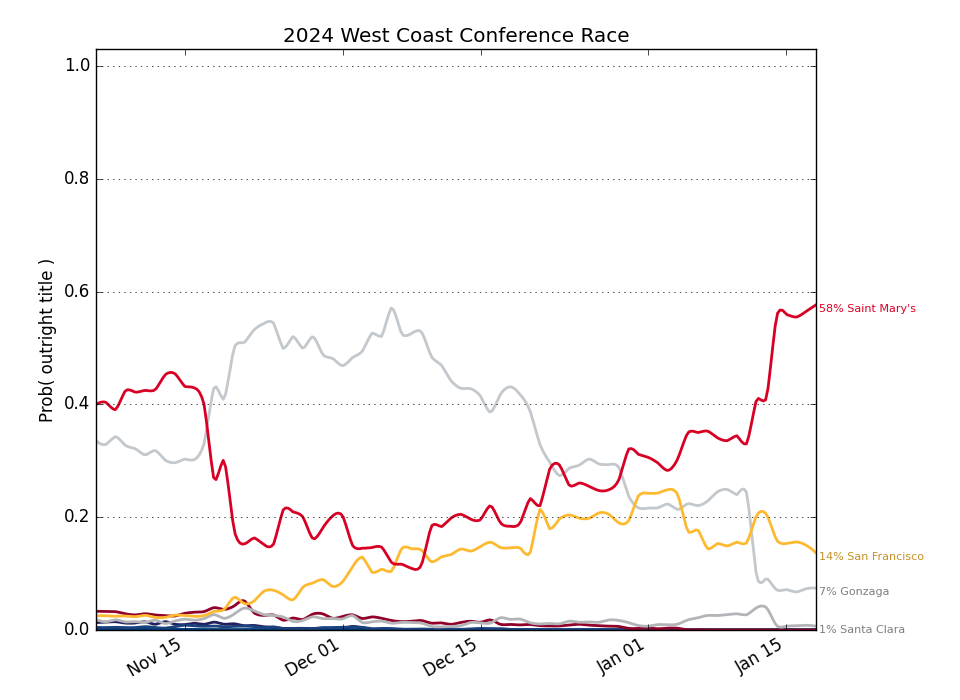 2024 West Coast Conference Race
Prob( outright title )
1.0
0.8
0.6
0.4
0.2
0.0
58% Saint Mary's
14% San Francisco
7% Gonzaga
1% Santa Clara
Nov 15
Dec 01
Dec 15
Jan 01
Jan 15